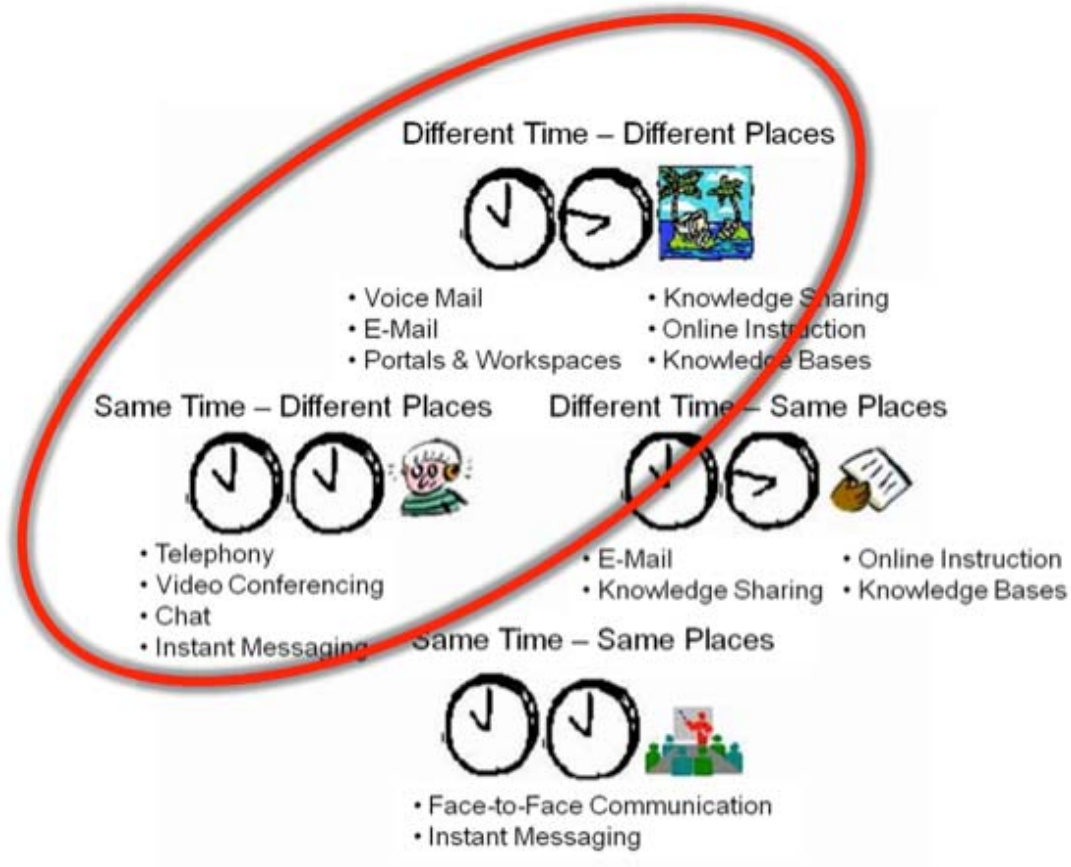 Different Time – Different Places
• Voice Mail
• E-Mail
• Portals & Workspaces
• Knowledge Sharing
• Online Instruction
• Knowledge Bases
Same Time – Different Places
• Telephony
• Video Conferencing
• Chat
• Instant Messaging
Different Time – Same Places
• E-Mail
• Knowledge Sharing
• Online Instruction
• Knowledge Bases
Same Time – Same Places
• Face-to-Face Communication
• Instant Messaging